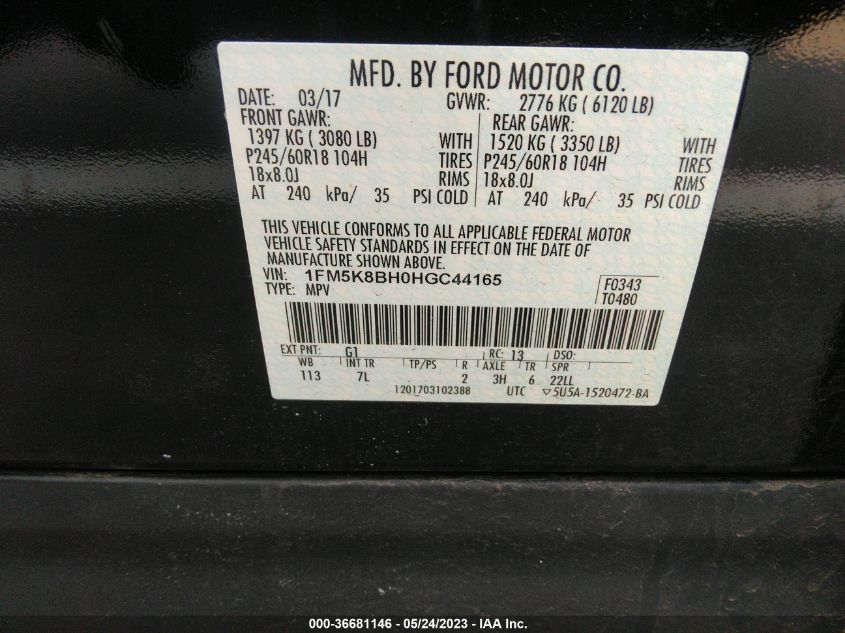 MFD. BY FORD MOTOR CO.
DATE: 03/17 GVWR: 2776 KG ( 6120 LB)
FRONT GAWR: REAR GAWR:
1397 KG ( 3080 LB) WITH 1520 KG ( 3350 LB) WITH
P245/60R18 104H TIRES P245/60R18 104H TIRES
18x8.0J RIMS 18x8.0J RIMS
AT 240 kPa/ 35 PSI COLD AT 240 kPa/ 35 PSI COLD
THIS VEHICLE CONFORMS TO ALL APPLICABLE FEDERAL MOTOR
VEHICLE SAFETY STANDARDS IN EFFECT ON THE DATE OF
MANUFACTURE SHOWN ABOVE.
VIN: 1FM5K8BH0HGC44165 F0343
TYPE: MPV T0480
EXT PNT: G1 RC: 13 DSO:
WB INT TR TP/PS R AXLE TR SPR
113 7L 2 3H 6 22LL
1201703102388 UTC ▽5U5A-1520472-BA
000-36681146 - 05/24/2023 - IAA Inc.